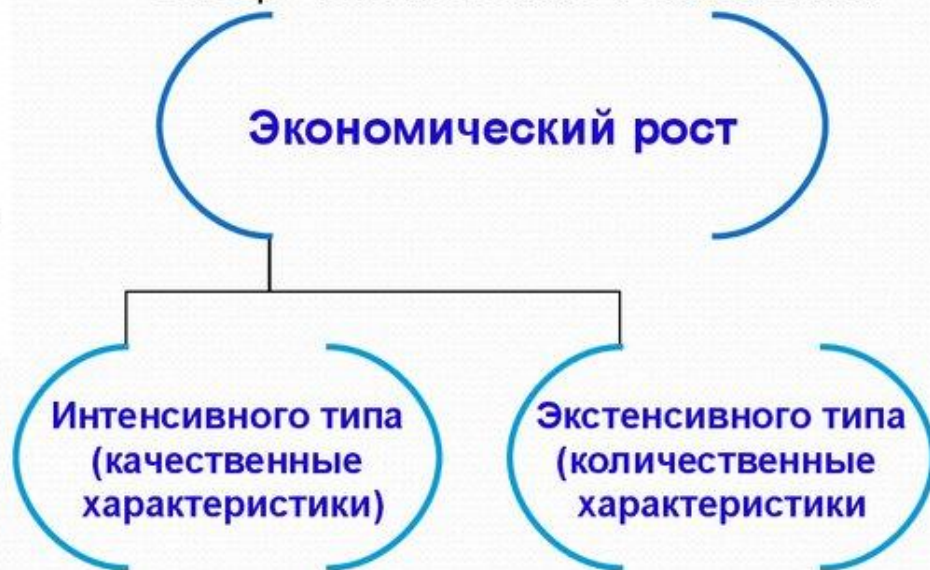 Экономический рост
Интенсивного типа
(качественные
характеристики)
Экстенсивного типа
(количественные
характеристики